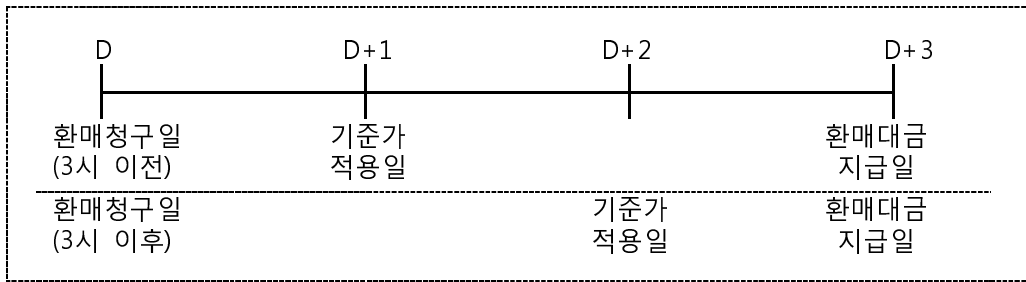 D D+1 D+2 D+3
환매청구일 기준가 환매대금
(3시 이전) 적용일 지급일
환매청구일 기준가 환매대금
(3시 이후) 적용일 지급일